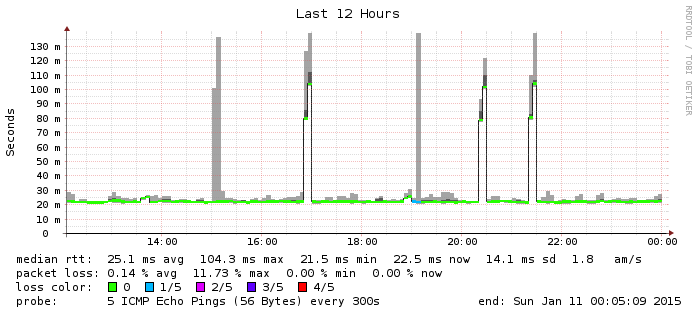 Last 12 Hours
RRDTOOL / TOBI OETIKER
Seconds
130 m
120 m
110 m
100 m
90 m
80 m
70 m
60 m
50 m
40 m
30 m
20 m
10 m
0
14:00 16:00 18:00 20:00 22:00 00:00
median rtt: 25.1 ms avg 104.3 ms max 21.5 ms min 22.5 ms now 14.1 ms sd 1.8 am/s
packet loss: 0.14 % avg 11.73 % max 0.00 % min 0.00 % now
loss color: 0 1/5 2/5 3/5 4/5
probe: 5 ICMP Echo Pings (56 Bytes) every 300s end: Sun Jan 11 00:05:09 2015